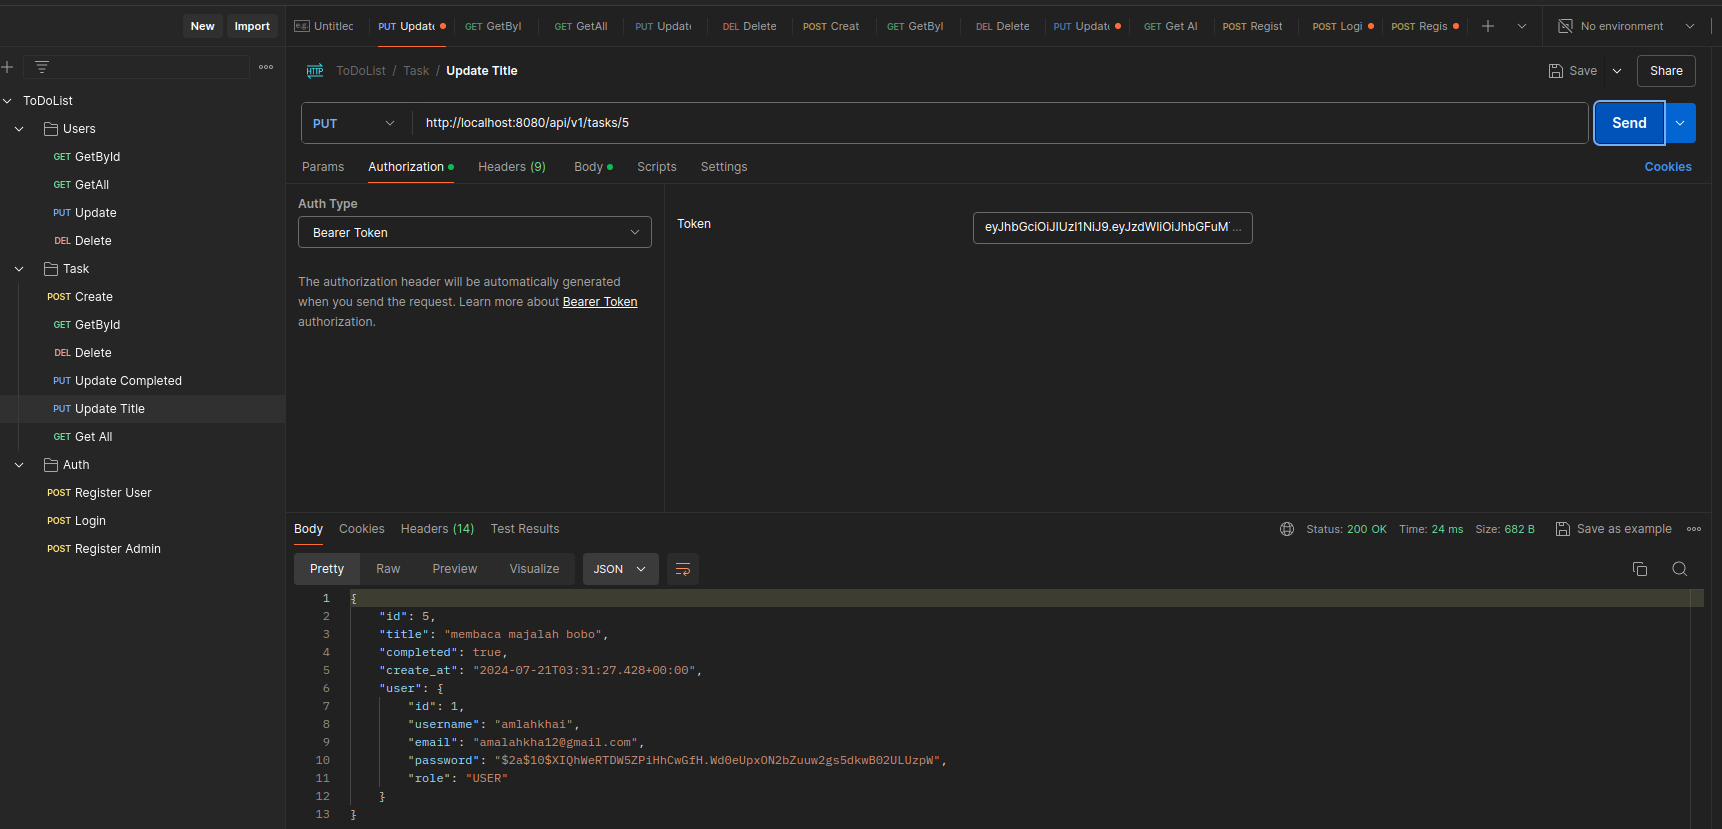 New Import
Untitlec PUT Update GET GetByI GET GetAll PUT Update DEL Delete POST Creat GET GetByI DEL Delete PUT Update GET Get Al POST Regist POST Logi POST Regis No environment
HTTP ToDoList / Task / Update Title Save Share
ToDoList
Users
GET GetById
GET GetAll
PUT Update
DEL Delete
Task
POST Create
GET GetById
DEL Delete
PUT Update Completed
PUT Update Title
GET Get All
Auth
POST Register User
POST Login
POST Register Admin
PUT http://localhost:8080/api/v1/tasks/5 Send
Params Authorization Headers (9) Body Scripts Settings Cookies
Auth Type
Bearer Token
The authorization header will be automatically generated
when you send the request. Learn more about Bearer Token
authorization.
Token eyJhbGciOiJIUzI1NiJ9.eyJzdWIiOiJhbGFuM ...
Body Cookies Headers (14) Test Results Status: 200 OK Time: 24 ms Size: 682 B Save as example
Pretty Raw Preview Visualize JSON
1 {
2 "id": 5,
3 "title": "membaca majalah bobo",
4 "completed": true,
5 "create_at": "2024-07-21T03:31:27.428+00:00",
6 "user": {
7 "id": 1,
8 "username": "amlahkhai",
9 "email": "amalahkha12@gmail.com",
10 "password": "$2a$10$XIQhWeRTDW5ZPiHhCwGfH.Wd0eUpxON2bZuuw2gs5dkwB02ULUzpW",
11 "role": "USER"
12 }
13 }